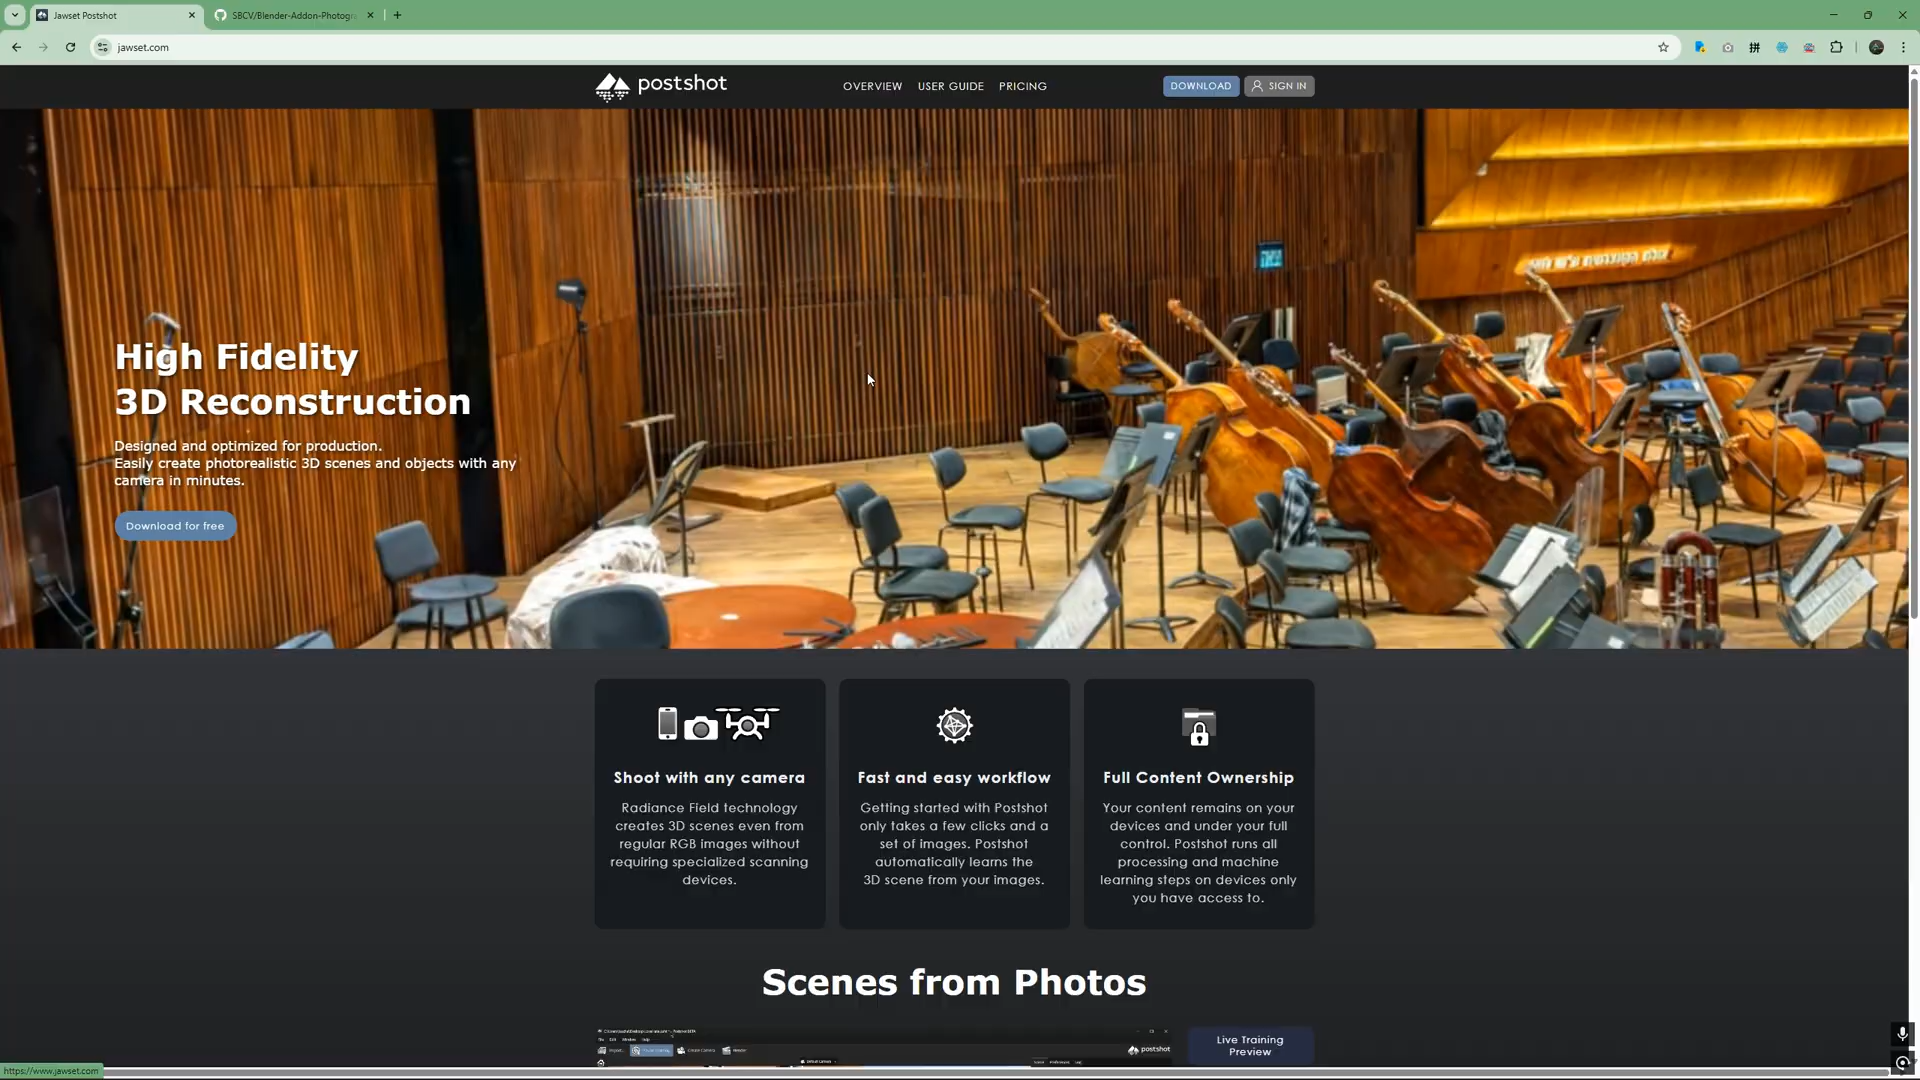 Jawset Postshot
SBCV/Blender-Addon-Photogra
jawset.com
postshot
OVERVIEW
USER GUIDE
PRICING
DOWNLOAD
SIGN IN
High Fidelity
3D Reconstruction
Designed and optimized for production.
Easily create photorealistic 3D scenes and objects with any
camera in minutes.
Download for free
Shoot with any camera
Radiance Field technology
creates 3D scenes even from
regular RGB images without
requiring specialized scanning
devices.
Fast and easy workflow
Getting started with Postshot
only takes a few clicks and a
set of images. Postshot
automatically learns the
3D scene from your images.
Full Content Ownership
Your content remains on your
devices and under your full
control. Postshot runs all
processing and machine
learning steps on devices only
you have access to.
Scenes from Photos
postshot
Live Training
Preview
https://www.jawset.com